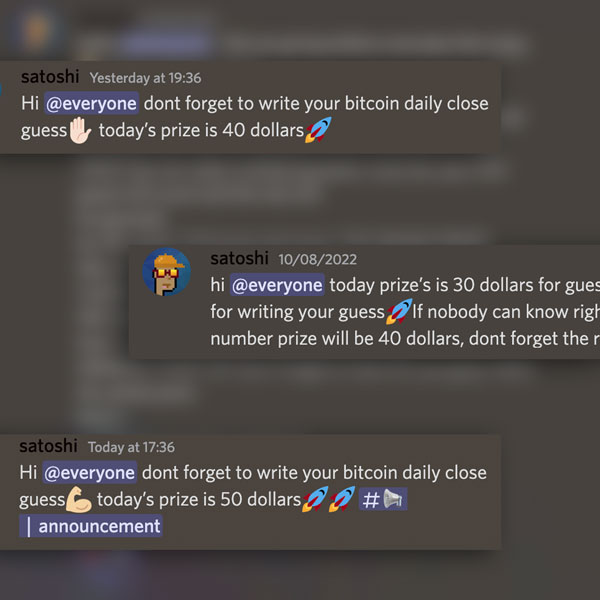 satoshi Yesterday at 19:36
Hi @everyone dont forget to write your bitcoin daily close
guess✋🏻 today’s prize is 40 dollars🚀
satoshi 10/08/2022
hi @everyone today prize’s is 30 dollars for
for writing your guess🚀If nobody can know
number prize will be 40 dollars, dont forget the
satoshi Today at 17:36
Hi @everyone dont forget to write your bitcoin daily close
guess💪🏻 today’s prize is 50 dollars🚀🚀 #📢
| announcement